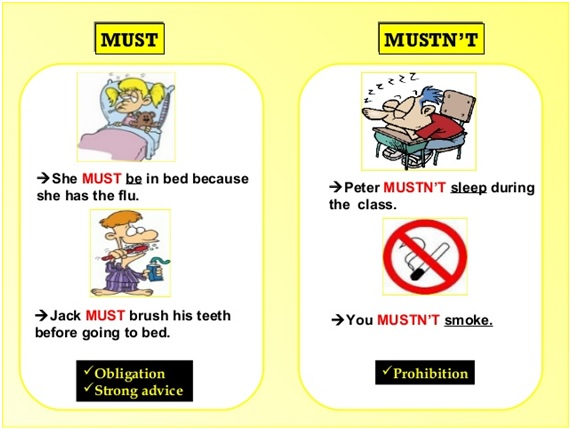 MUST
➔She MUST be in bed because
she has the flu.
➔Jack MUST brush his teeth
before going to bed.
✓Obligation
✓Strong advice
MUSTN'T
z z z z z z
➔Peter MUSTN'T sleep during
the class.
➔You MUSTN'T smoke.
✓Prohibition